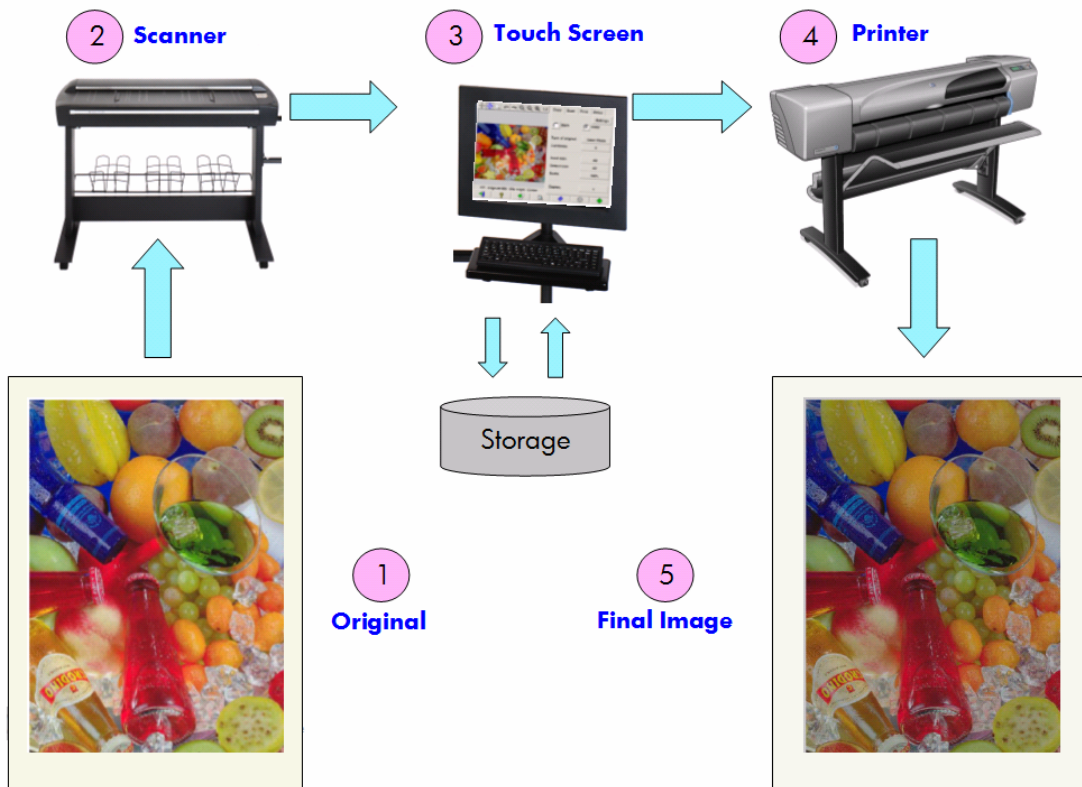 2 Scanner
3 Touch Screen
4 Printer
Storage
1
Original
5
Final Image